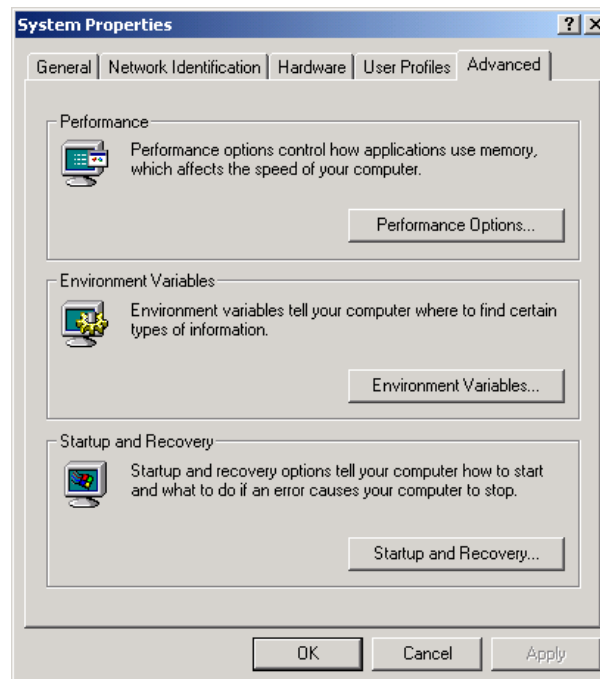 System Properties
General Network Identification Hardware User Profiles Advanced
Performance
Performance options control how applications use memory,
which affects the speed of your computer.
Performance Options...
Environment Variables
Environment variables tell your computer where to find certain
types of information.
Environment Variables...
Startup and Recovery
Startup and recovery options tell your computer how to start
and what to do if an error causes your computer to stop.
Startup and Recovery...
OK Cancel Apply